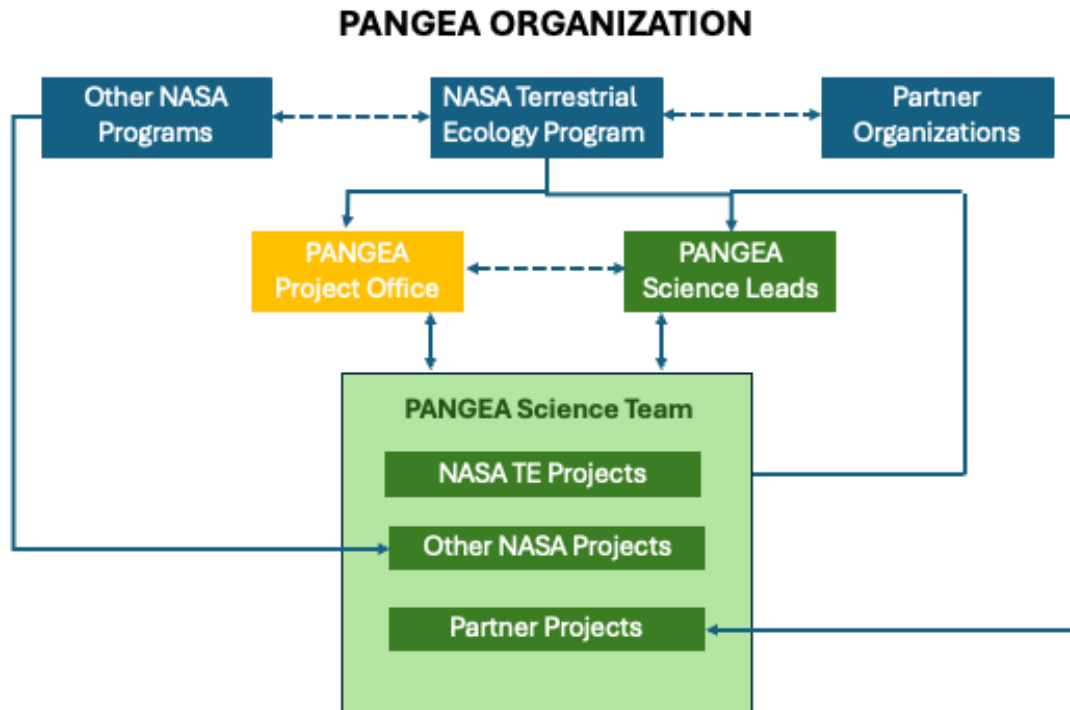 PANGEA ORGANIZATION
Other NASA
Programs
NASA Terrestrial
Ecology Program
Partner
Organizations
PANGEA
Project Office
PANGEA
Science Leads
PANGEA Science Team
NASA TE Projects
Other NASA Projects
Partner Projects